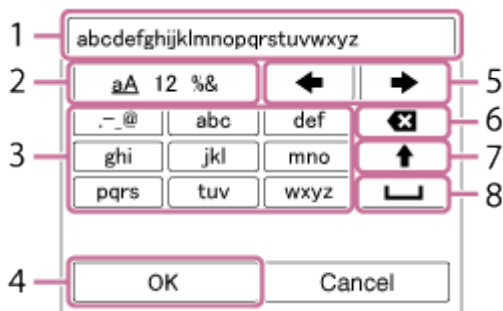 1 abcdefghijklmnopqrstuvwxyz
2 aA 12 %& 5
.-_@ abc def 6
3 ghi jkl mno 7
pqrs tuv wxyz 8
4 OK Cancel